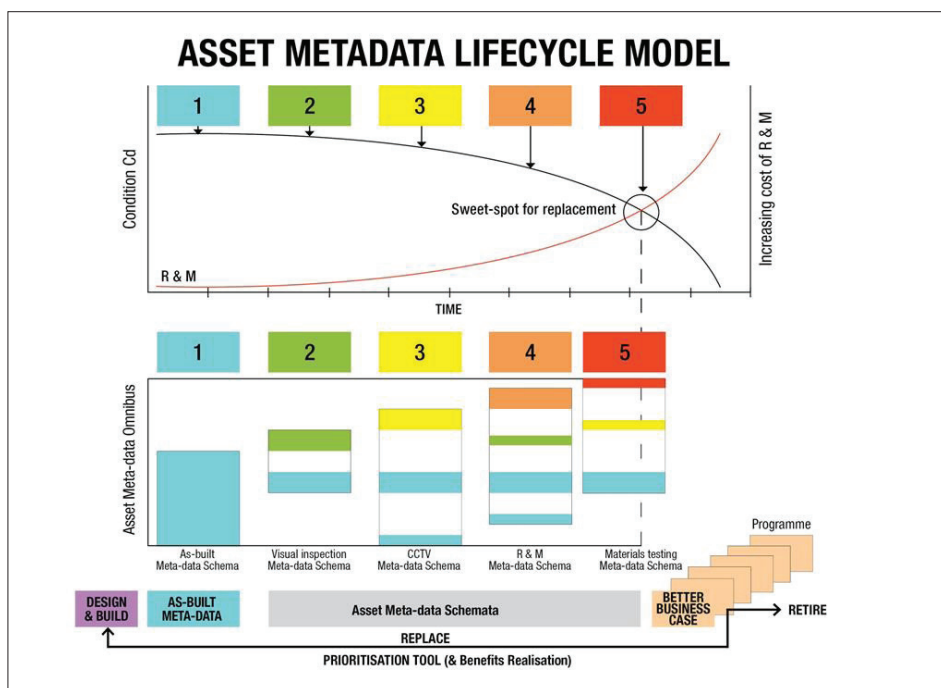 ASSET METADATA LIFECYCLE MODEL
1
2
3
4
5
Condition Cd
Increasing cost of R & M
Sweet-spot for replacement
R & M
TIME
1
2
3
4
5
Asset Meta-data Omnibus
As-built
Meta-data Schema
Visual inspection
Meta-data Schema
CCTV
Meta-data Schema
R & M
Meta-data Schema
Materials testing
Meta-data Schema
Programme
DESIGN
& BUILD
AS-BUILT
META-DATA
Asset Meta-data Schemata
BETTER
BUSINESS
CASE
RETIRE
REPLACE
PRIORITISATION TOOL (& Benefits Realisation)